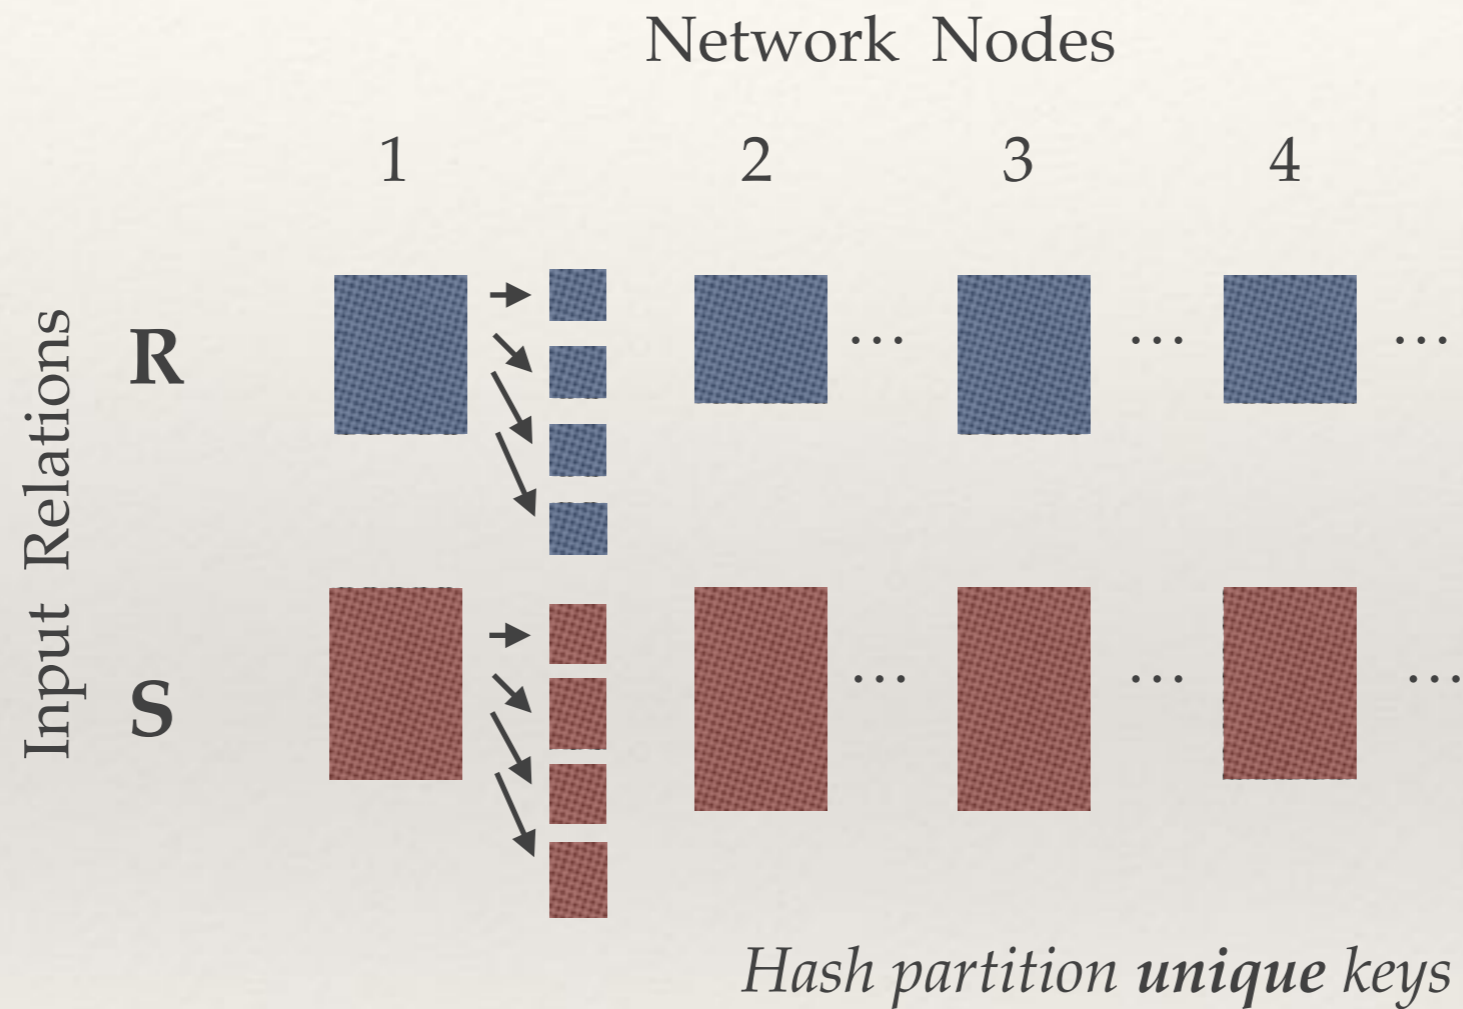 Network Nodes
1 2 3 4
Input Relations
R ... ... ...
S ... ... ...
Hash partition unique keys